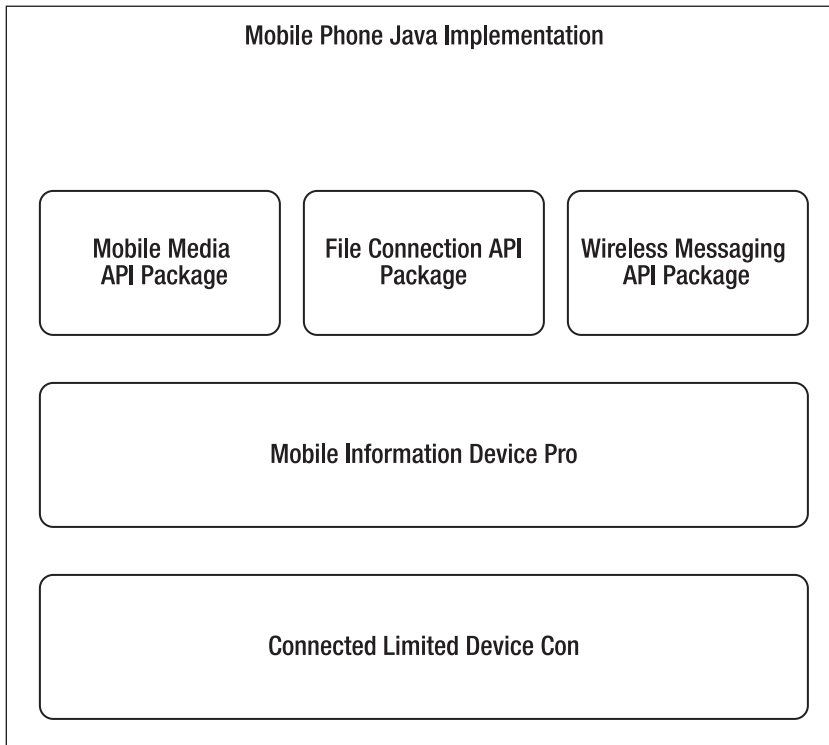 Mobile Phone Java Implementation
Mobile Media
API Package
File Connection API
Package
Wireless Messaging
API Package
Mobile Information Device Pro
Connected Limited Device Con